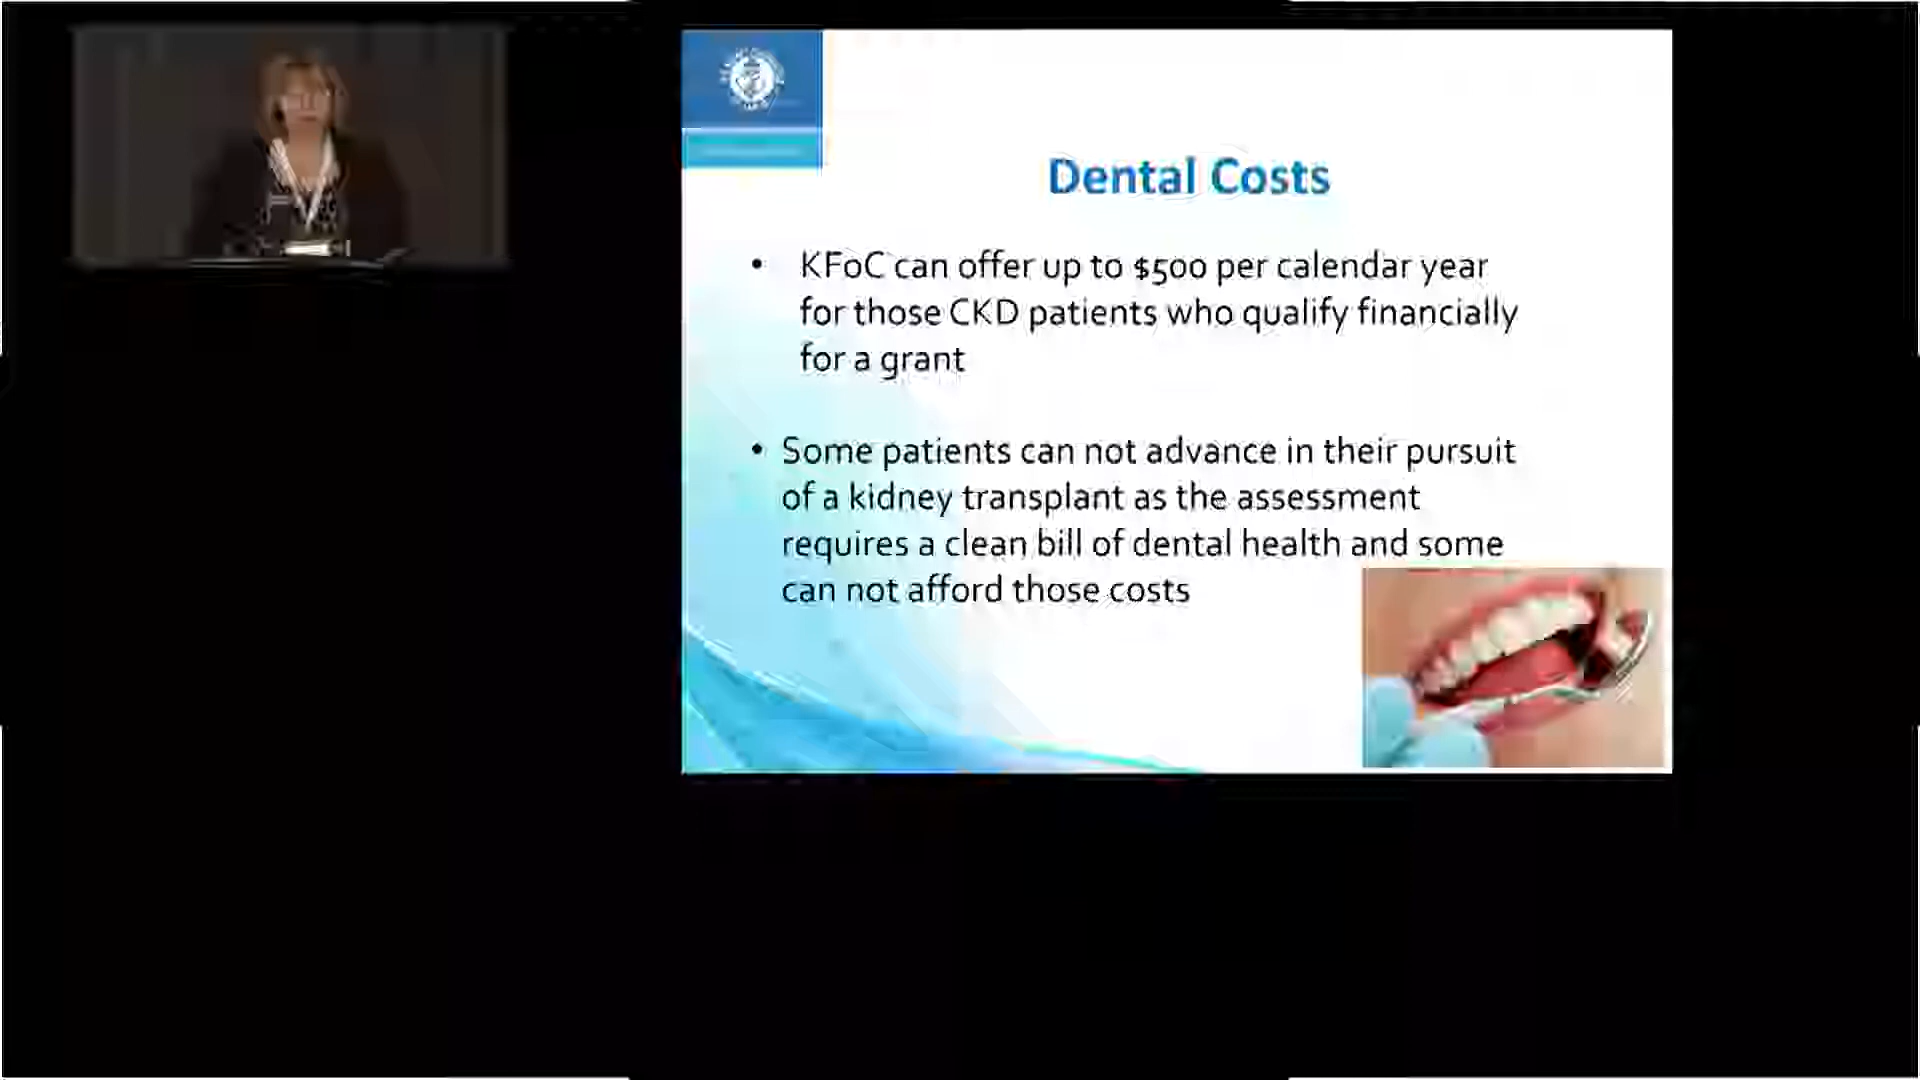 Dental Costs
• KFoC can offer up to $500 per calendar year
for those CKD patients who qualify financially
for a grant
• Some patients can not advance in their pursuit
of a kidney transplant as the assessment
requires a clean bill of dental health and some
can not afford those costs